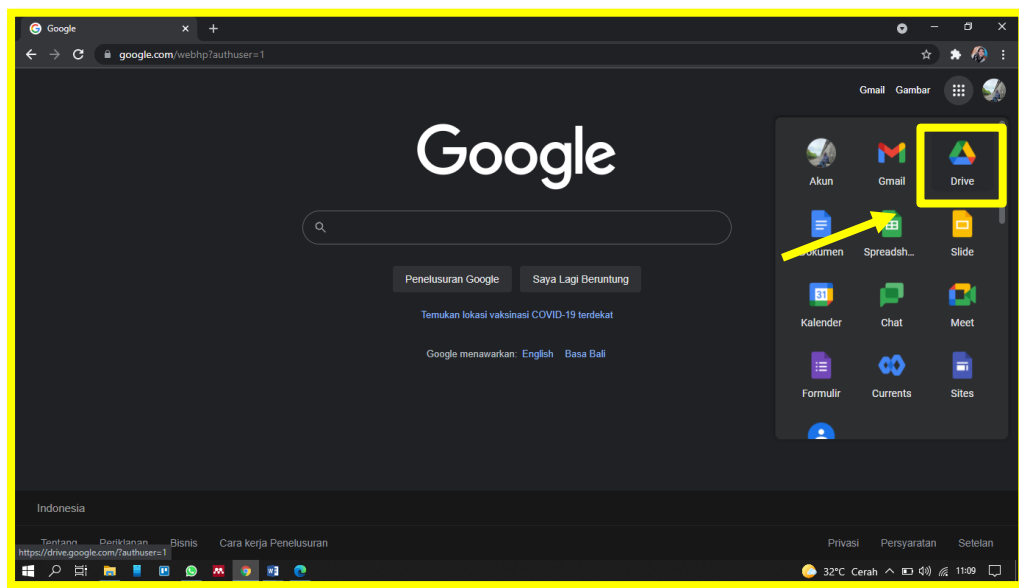 Google
google.com/webhp?authuser=1
Gmail Gambar
Google
Akun Gmail Drive
Dokumen Spreadsh... Slide
31
Kalender Chat Meet
Formulir Currents Sites
Penelusuran Google Saya Lagi Beruntung
Temukan lokasi vaksinasi COVID-19 terdekat
Google menawarkan: English Basa Bali
Indonesia
Tentang Periklanan Bisnis Cara kerja Penelusuran
Privasi Persyaratan Setelan
https://drive.google.com/?authuser=1
32°C Cerah 11:09